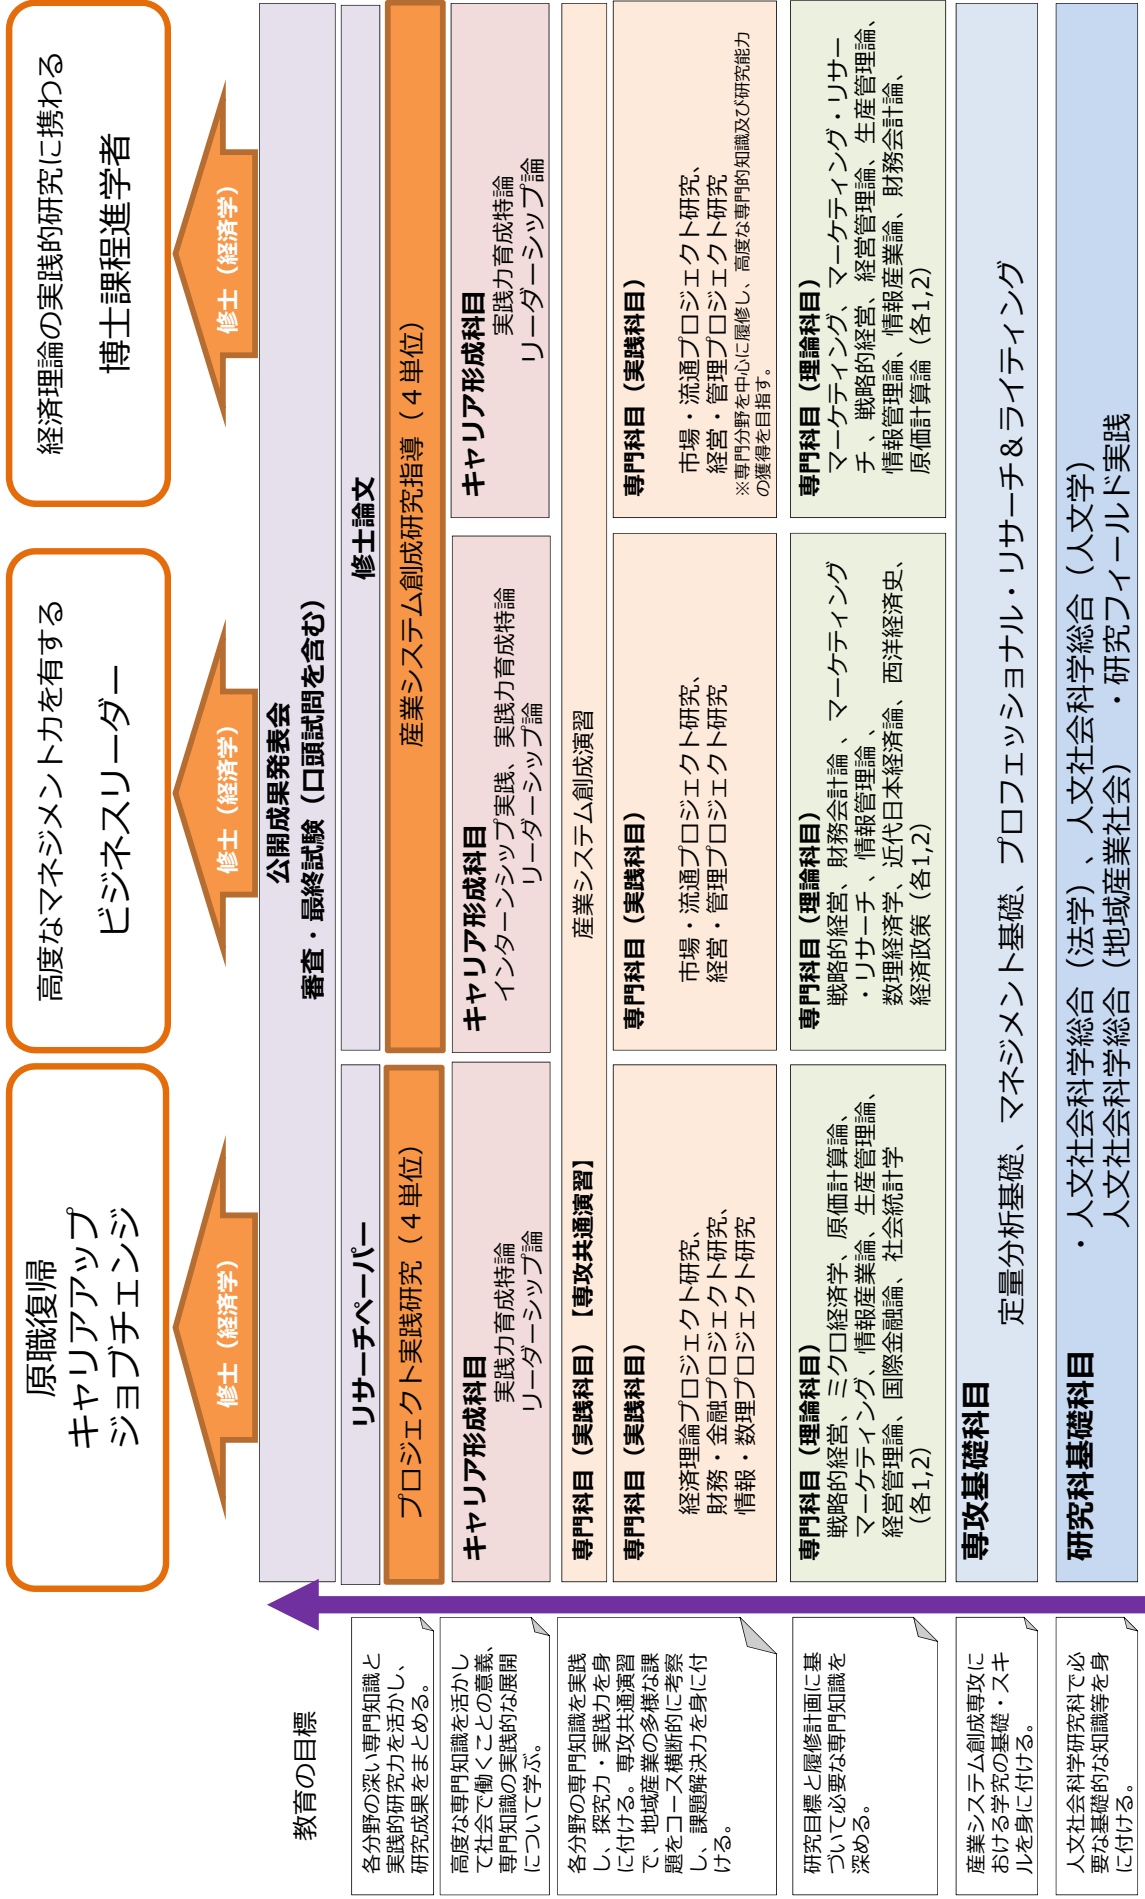 原職復帰
キャリアアップ
ジョブチェンジ
高度なマネジメント力を有する
ビジネスリーダー
経済理論の実践的研究に携わる
博士課程進学者
修士（経済学）
修士（経済学）
修士（経済学）
教育の目標
公開成果発表会
審査・最終試験（口頭試問を含む）
各分野の深い専門知識と
実践的研究力を活かし、
研究成果をまとめる。
リサーチペーパー
修士論文
プロジェクト実践研究（４単位）
産業システム創成研究指導（４単位）
高度な専門知識を活かし
て社会で働くことの意義、
専門知識の実践的な展開
について学ぶ。
キャリア形成科目
実践力育成特論
リーダーシップ論
キャリア形成科目
インターンシップ実践、実践力育成特論
リーダーシップ論
キャリア形成科目
実践力育成特論
リーダーシップ論
各分野の専門知識を実践
し、探究力・実践力を身
に付ける。専攻共通演習
で、地域産業の多様な課
題をコース横断的に考察
し、課題解決力を身に付
ける。
専門科目（実践科目）【専攻共通演習】
産業システム創成演習
専門科目（実践科目）
経済理論プロジェクト研究、
財務・金融プロジェクト研究、
情報・数理プロジェクト研究
専門科目（実践科目）
市場・流通プロジェクト研究、
経営・管理プロジェクト研究
専門科目（実践科目）
市場・流通プロジェクト研究、
経営・管理プロジェクト研究
※専門分野を中心に履修し、高度な専門的知識及び研究能力
の獲得を目指す。
研究目標と履修計画に基
づいて必要な専門知識を
深める。
専門科目（理論科目）
戦略的経営、ミクロ経済学、原価計算論、
マーケティング、情報産業論、生産管理論、
経営管理論、国際金融論、社会統計学
（各1,2）
専門科目（理論科目）
戦略的経営、財務会計論 、マーケティング
・リサーチ 、情報管理論 、
数理経済学、近代日本経済論、西洋経済史、
経済政策（各1,2）
専門科目（理論科目）
マーケティング、マーケティング・リサー
チ 、戦略的経営、経営管理論、生産管理論、
情報管理論、情報産業論、財務会計論、
原価計算論（各1,2）
産業システム創成専攻に
おける学究の基礎・スキ
ルを身に付ける。
専攻基礎科目
定量分析基礎、マネジメント基礎、プロフェッショナル・リサーチ＆ライティング
人文社会科学研究科で必
要な基礎的な知識等を身
に付ける。
研究科基礎科目
・人文社会科学総合（法学）、人文社会科学総合（人文学）
人文社会科学総合（地域産業社会）　・研究フィールド実践